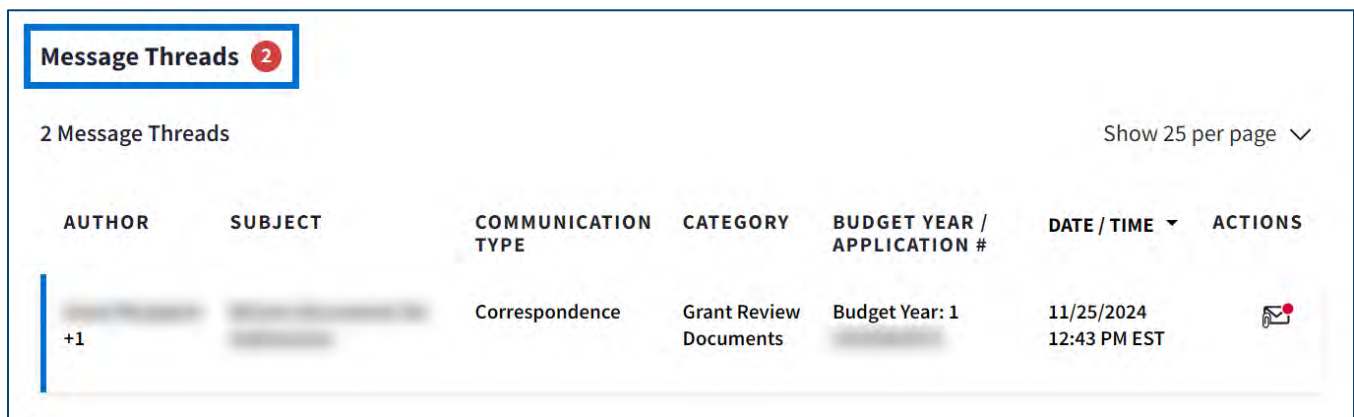 Message Threads 2
2 Message Threads
Show 25 per page
AUTHOR SUBJECT COMMUNICATION TYPE CATEGORY BUDGET YEAR / APPLICATION # DATE / TIME ACTIONS
+1
Correspondence
Grant Review
Documents
Budget Year: 1
11/25/2024
12:43 PM EST